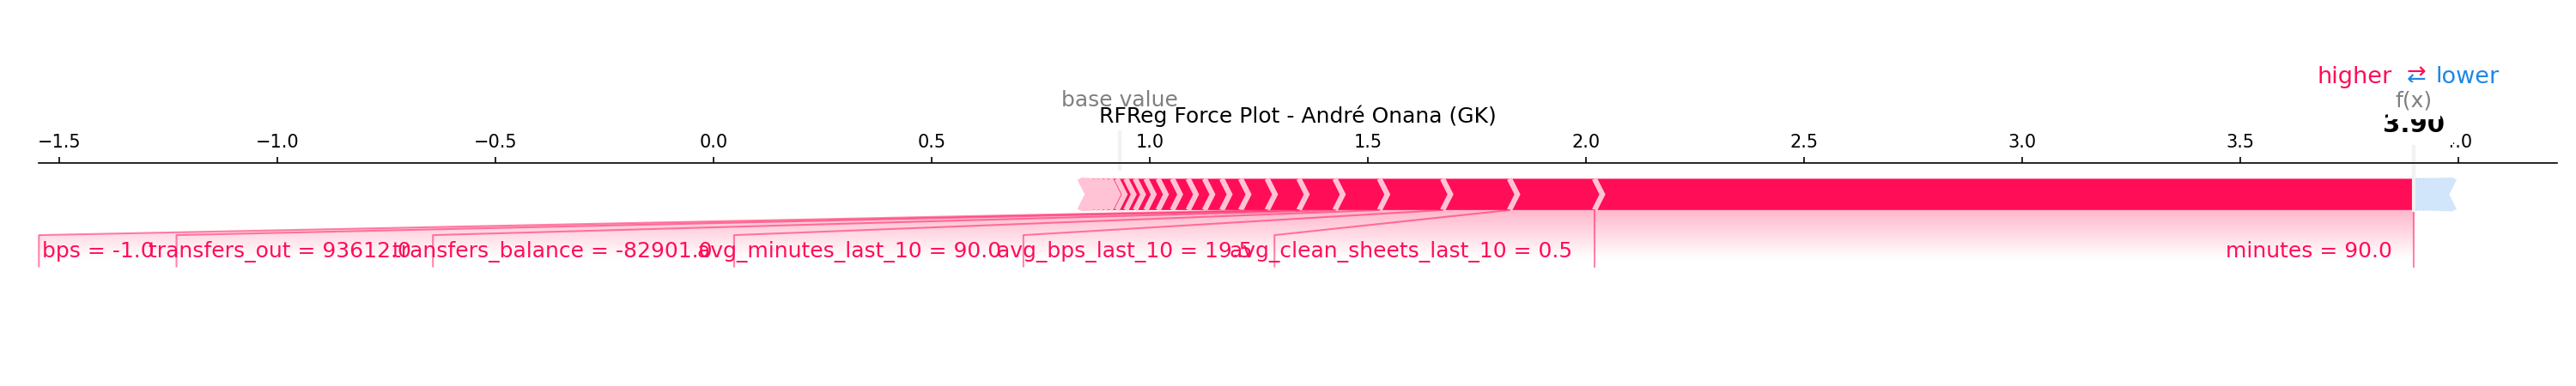 higher ⇄ lower
base value f(x)
RFReg Force Plot - André Onana (GK)
3.90
−1.5 −1.0 −0.5 0.0 0.5 1.0 1.5 2.0 2.5 3.0 3.5 .0
bps = -1.0 transfers_out = 93612.0 transfers_balance = -82901.0 avg_minutes_last_10 = 90.0 avg_bps_last_10 = 19.5 avg_clean_sheets_last_10 = 0.5 minutes = 90.0